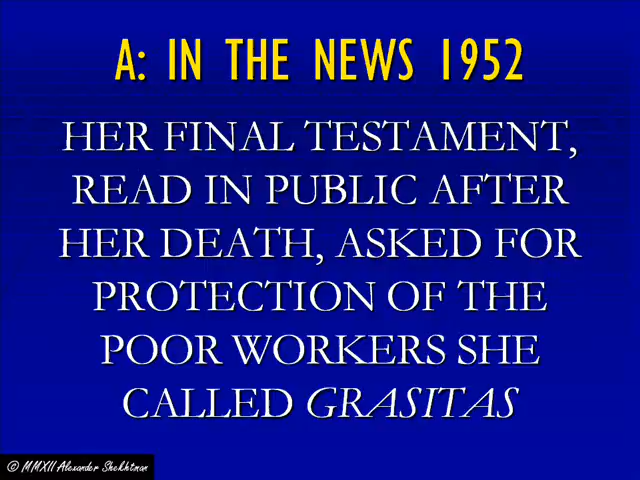 A: IN THE NEWS 1952
HER FINAL TESTAMENT,
READ IN PUBLIC AFTER
HER DEATH, ASKED FOR
PROTECTION OF THE
POOR WORKERS SHE
CALLED GRASITAS
© MMXII Alexander Shekhtman